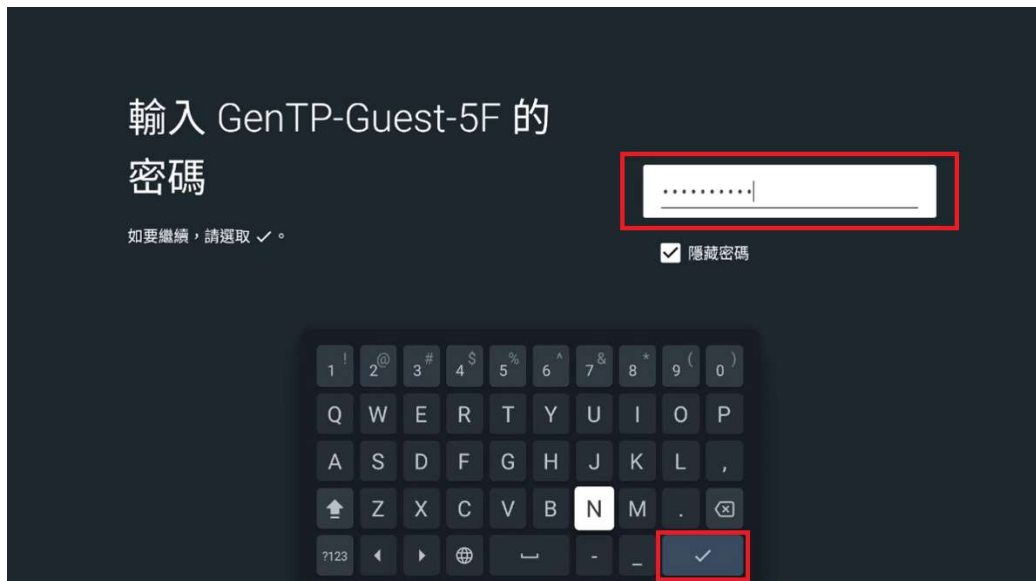 輸入 GenTP-Guest-5F 的
密碼
如要繼續，請選取 ✓。
••••••••••
隱藏密碼
1 ! 2 @ 3 # 4 $ 5 % 6 ^ 7 & 8 * 9 ( 0 )
Q W E R T Y U I O P
A S D F G H J K L ,
Z X C V B N M .
?123 - _